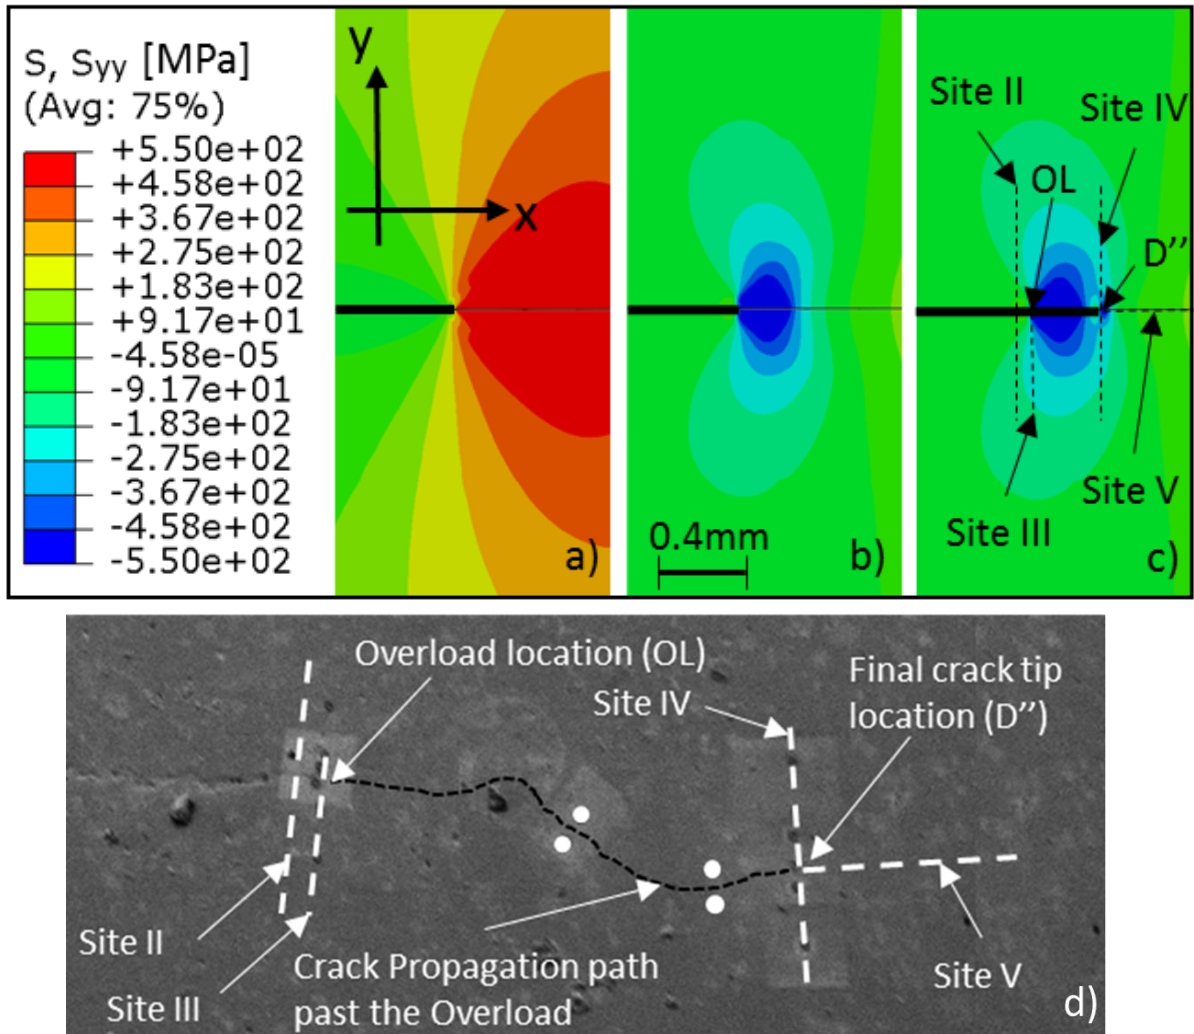 S, Syy [MPa]
(Avg: 75%)
+5.50e+02
+4.58e+02
+3.67e+02
+2.75e+02
+1.83e+02
+9.17e+01
-4.58e-05
-9.17e+01
-1.83e+02
-2.75e+02
-3.67e+02
-4.58e+02
-5.50e+02
y
x
a)
0.4mm
b)
Site II
Site IV
OL
D’’
Site V
Site III
c)
Overload location (OL)
Site IV
Final crack tip
location (D’’)
Site II
Site III
Crack Propagation path
past the Overload
Site V
d)